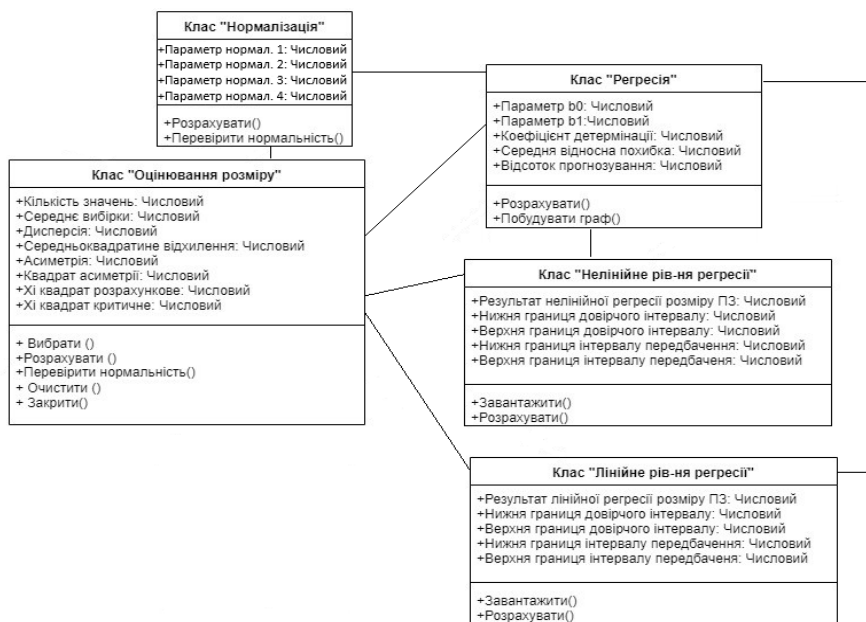 Клас "Нормалізація"
+Параметр нормал. 1: Числовий
+Параметр нормал. 2: Числовий
+Параметр нормал. 3: Числовий
+Параметр нормал. 4: Числовий
+Розрахувати()
+Перевірити нормальність()
Клас "Регресія"
+Параметр b0: Числовий
+Параметр b1:Числовий
+Коефіцієнт детермінації: Числовий
+Середня відносна похибка: Числовий
+Відсоток прогнозування: Числовий
+Розрахувати()
+Побудувати граф()
Клас "Оцінювання розміру"
+Кількість значень: Числовий
+Середнє вибірки: Числовий
+Дисперсія: Числовий
+Середньоквадратине відхилення: Числовий
+Асиметрія: Числовий
+Квадрат асиметрії: Числовий
+Хі квадрат розрахункове: Числовий
+Хі квадрат критичне: Числовий
+ Вибрати ()
+Розрахувати ()
+Перевірити нормальність()
+ Очистити ()
+ Закрити()
Клас "Нелінійне рів-ня регресії"
+Результат нелінійної регресії розміру ПЗ: Числовий
+Нижня границя довірчого інтервалу: Числовий
+Верхня границя довірчого інтервалу: Числовий
+Нижня границя інтервалу передбачення: Числовий
+Верхня границя інтервалу передбаченя: Числовий
+Завантажити()
+Розрахувати()
Клас "Лінійне рів-ня регресії"
+Результат лінійної регресії розміру ПЗ: Числовий
+Нижня границя довірчого інтервалу: Числовий
+Верхня границя довірчого інтервалу: Числовий
+Нижня границя інтервалу передбачення: Числовий
+Верхня границя інтервалу передбаченя: Числовий
+Завантажити()
+Розрахувати()